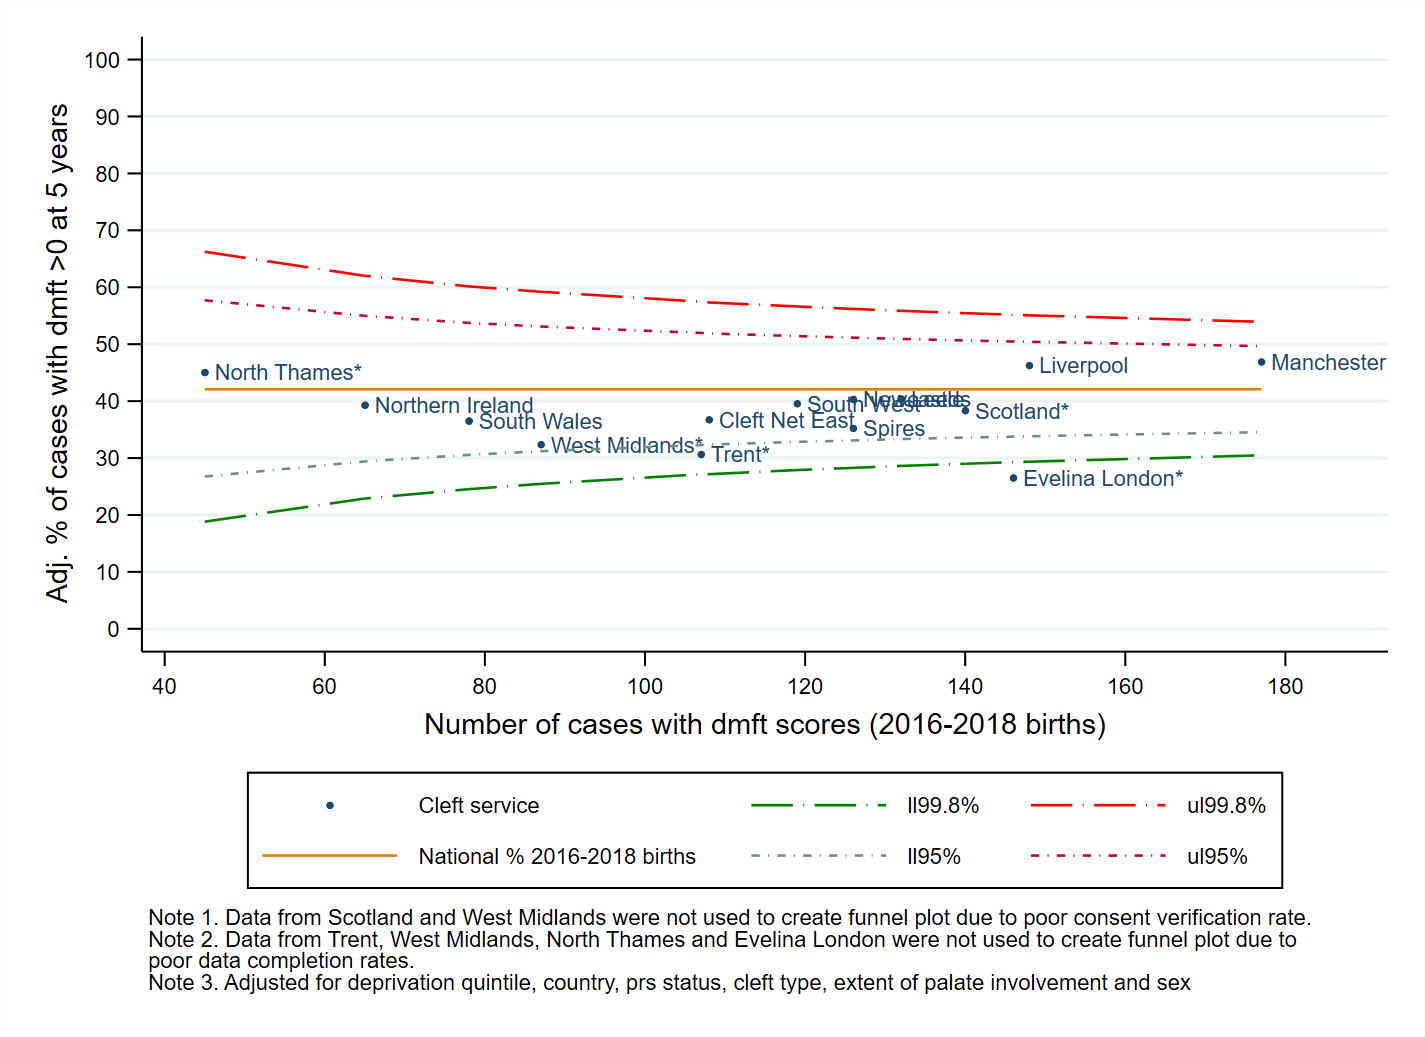 Adj. % of cases with dmft >0 at 5 years
100
90
80
70
60
50
40
30
20
10
0
North Thames*
Northern Ireland
South Wales
West Midlands*
Trent*
Cleft Net East
South West
Newcastle
Leeds
Spires
Scotland*
Liverpool
Evelina London*
Manchester
40 60 80 100 120 140 160 180
Number of cases with dmft scores (2016-2018 births)
Cleft service ll99.8% ul99.8%
National % 2016-2018 births ll95% ul95%
Note 1. Data from Scotland and West Midlands were not used to create funnel plot due to poor consent verification rate.
Note 2. Data from Trent, West Midlands, North Thames and Evelina London were not used to create funnel plot due to
poor data completion rates.
Note 3. Adjusted for deprivation quintile, country, prs status, cleft type, extent of palate involvement and sex